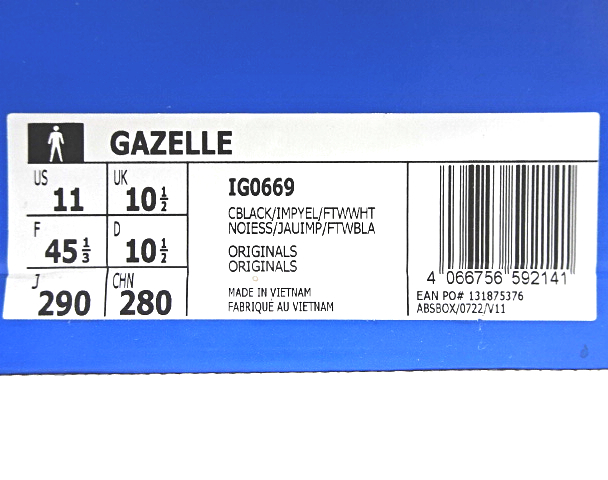 GAZELLE
US 11 UK 10 1/2
F 45 1/3 D 10 1/2
J 290 CHN 280
IG0669
CBLACK/IMPYEL/FTWWHT
NOIESS/JAUIMP/FTWBLA
ORIGINALS
ORIGINALS
MADE IN VIETNAM
FABRIQUÉ AU VIETNAM
4 066756 592141
EAN PO# 131875376
ABSBOX/0722/V11